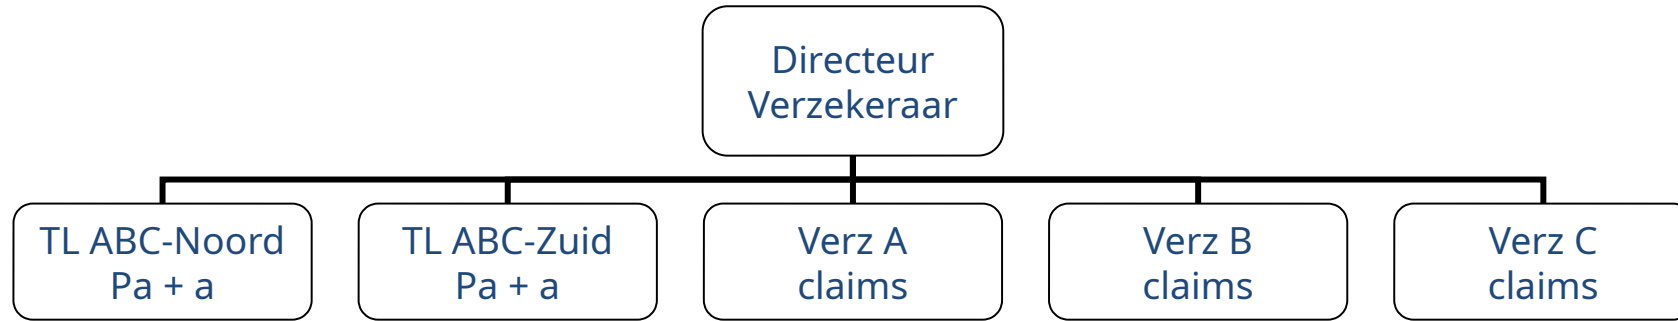 Directeur
Verzekeraar
TL ABC-Noord
Pa + a
TL ABC-Zuid
Pa + a
Verz A
claims
Verz B
claims
Verz C
claims